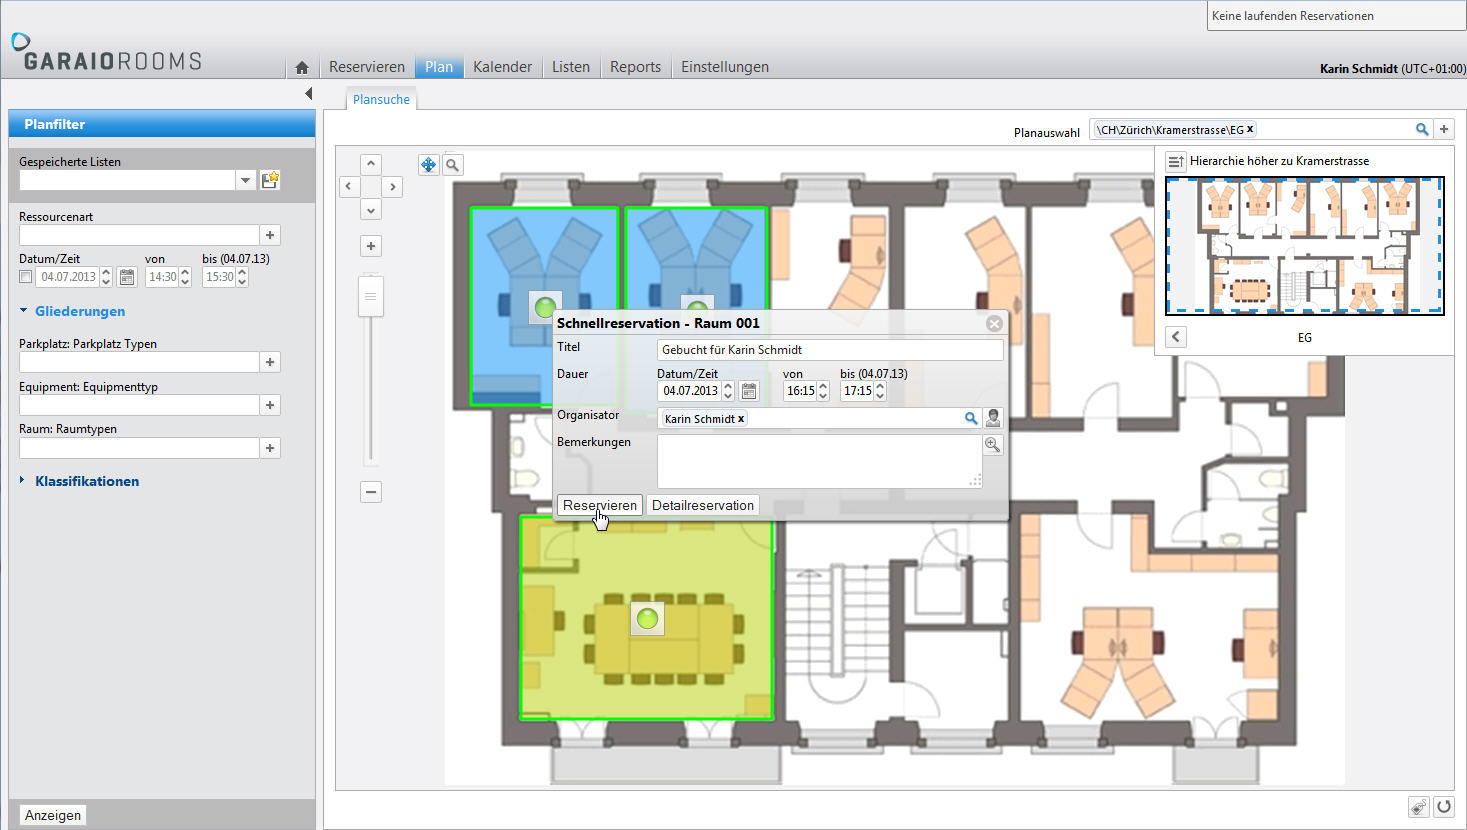 Keine laufenden Reservationen
GARAIOROOMS
Reservieren Plan Kalender Listen Reports Einstellungen
Karin Schmidt (UTC+01:00)
Plansuche
Planfilter
Planauswahl \CH\Zürich\Kramerstrasse\EG x
Gespeicherte Listen
Hierarchie höher zu Kramerstrasse
Ressourcenart
Datum/Zeit von bis (04.07.13)
04.07.2013 14:30 15:30
Gliederungen
Parkplatz: Parkplatz Typen
Equipment: Equipmenttyp
Raum: Raumtypen
Klassifikationen
EG
Schnellreservation - Raum 001
Titel Gebucht für Karin Schmidt
Dauer Datum/Zeit von bis (04.07.13)
04.07.2013 16:15 17:15
Organisator Karin Schmidt x
Bemerkungen
Reservieren Detailreservation
Anzeigen